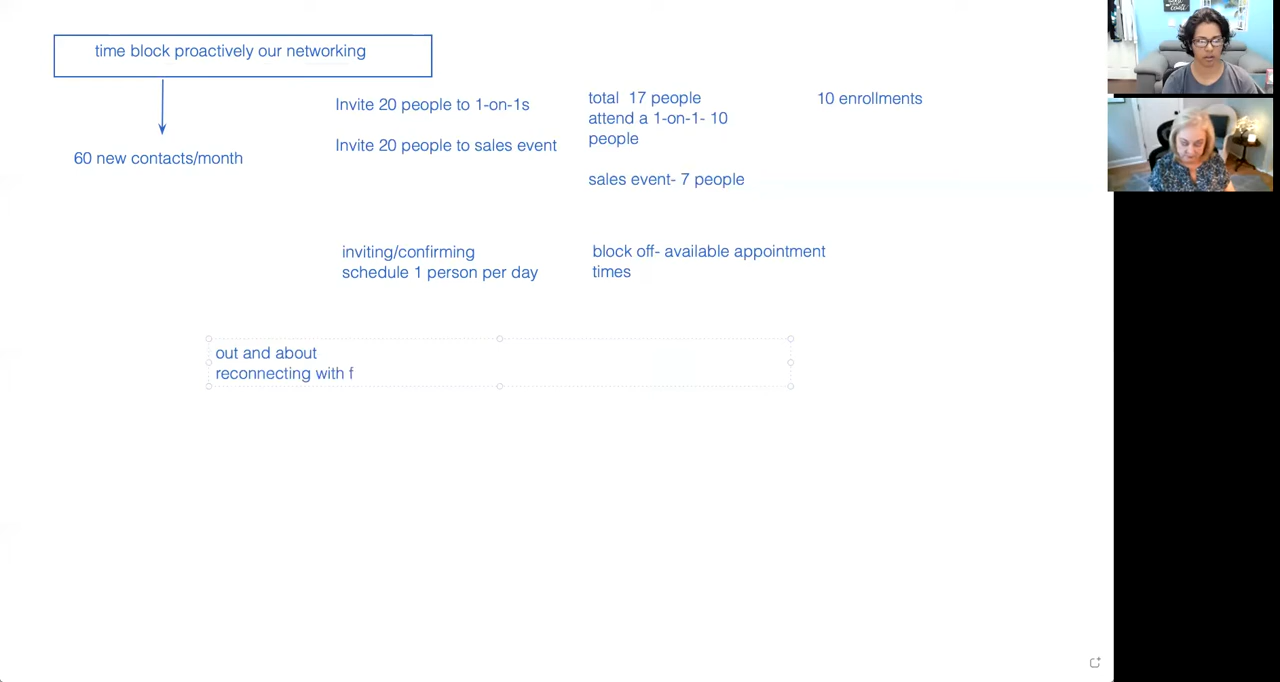 time block proactively our networking
60 new contacts/month
Invite 20 people to 1-on-1s
Invite 20 people to sales event
total 17 people
attend a 1-on-1- 10
people
sales event- 7 people
10 enrollments
inviting/confirming
schedule 1 person per day
block off- available appointment
times
out and about
reconnecting with f